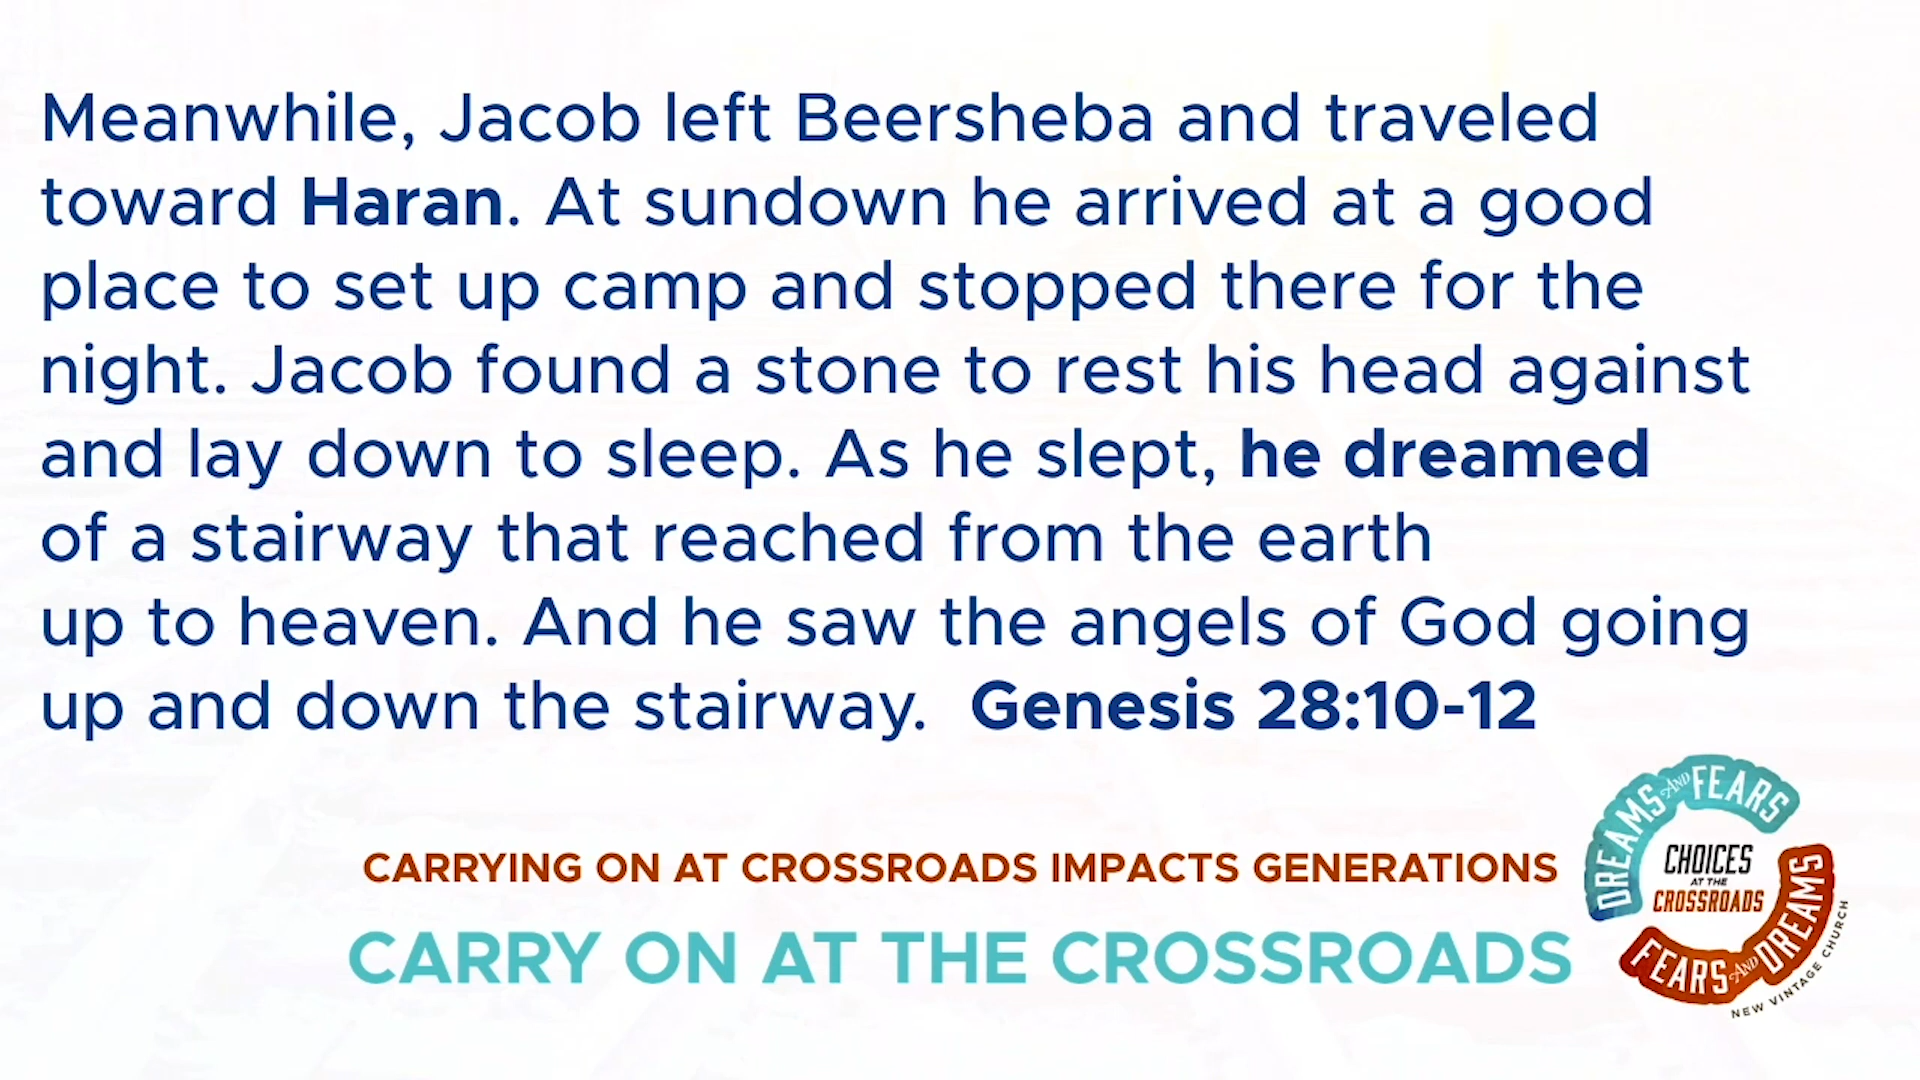 Meanwhile, Jacob left Beersheba and traveled
toward Haran. At sundown he arrived at a good
place to set up camp and stopped there for the
night. Jacob found a stone to rest his head against
and lay down to sleep. As he slept, he dreamed
of a stairway that reached from the earth
up to heaven. And he saw the angels of God going
up and down the stairway.  Genesis 28:10-12
CARRYING ON AT CROSSROADS IMPACTS GENERATIONS
CARRY ON AT THE CROSSROADS
DREAMS AND FEARS
CHOICES
AT THE
CROSSROADS
FEARS AND DREAMS
NEW VINTAGE CHURCH